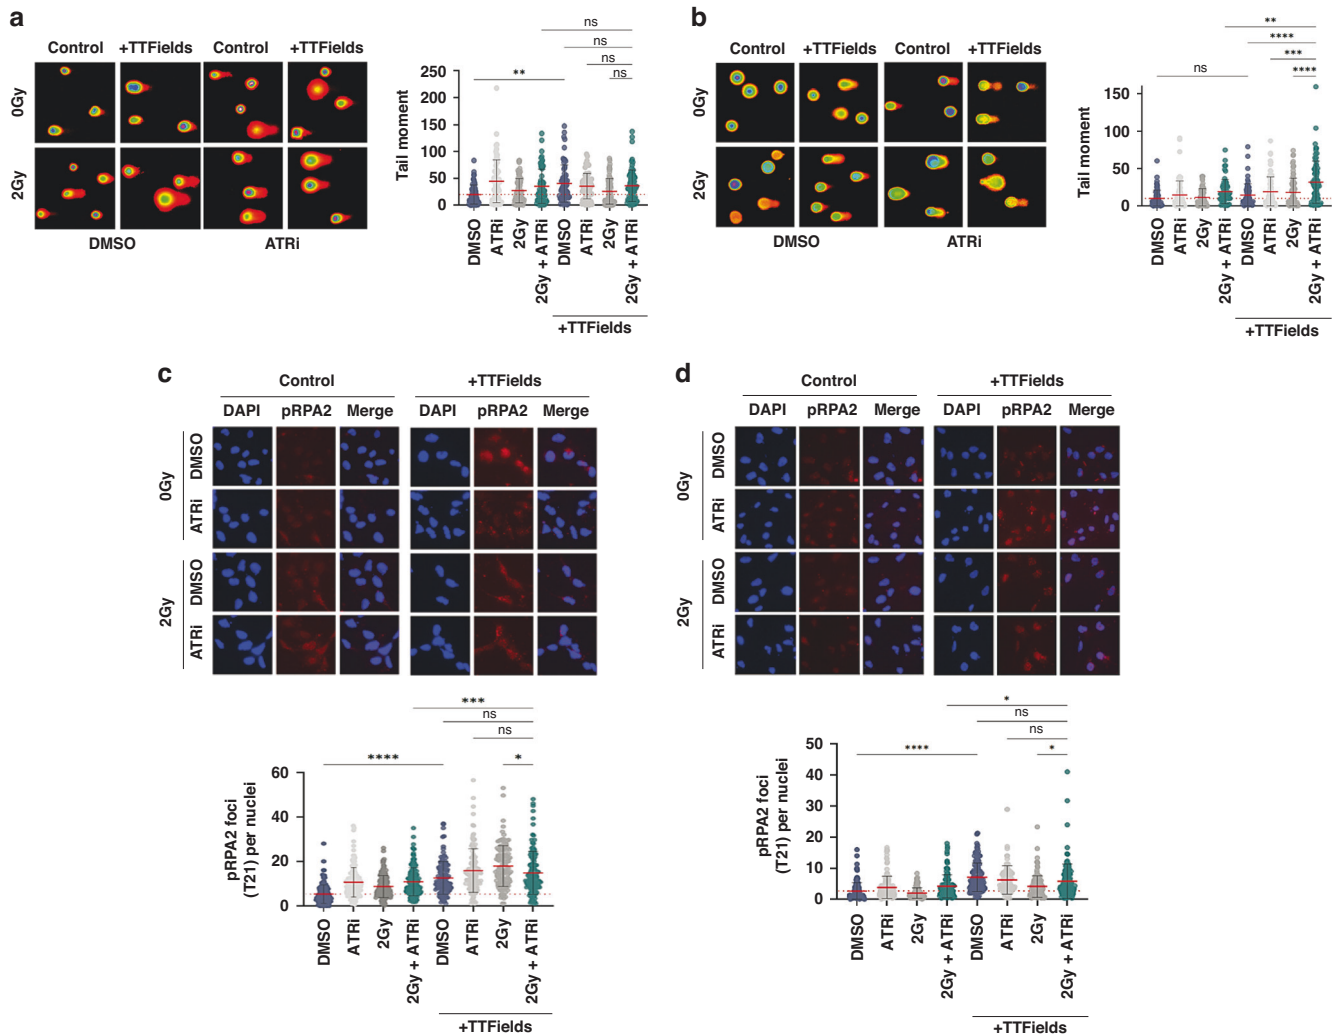 a
Control +TTFields Control +TTFields
0Gy
2Gy
DMSO ATRi
ns
ns
ns
** ns
Tail moment
250
200
150
100
50
0
DMSO ATRi 2Gy 2Gy + ATRi DMSO ATRi 2Gy 2Gy + ATRi
+TTFields
b
Control +TTFields Control +TTFields
0Gy
2Gy
DMSO ATRi
**
****
***
ns ****
Tail moment
150
100
50
0
DMSO ATRi 2Gy 2Gy + ATRi DMSO ATRi 2Gy 2Gy + ATRi
+TTFields
c
Control +TTFields
DAPI pRPA2 Merge DAPI pRPA2 Merge
0Gy
DMSO
ATRi
2Gy
DMSO
ATRi
***
ns
ns
**** *
pRPA2 foci
(T21) per nuclei
60
40
20
0
DMSO ATRi 2Gy 2Gy + ATRi DMSO ATRi 2Gy 2Gy + ATRi
+TTFields
d
Control +TTFields
DAPI pRPA2 Merge DAPI pRPA2 Merge
0Gy
DMSO
ATRi
2Gy
DMSO
ATRi
*
ns
ns
**** *
pRPA2 foci
(T21) per nuclei
50
40
30
20
10
0
DMSO ATRi 2Gy 2Gy + ATRi DMSO ATRi 2Gy 2Gy + ATRi
+TTFields